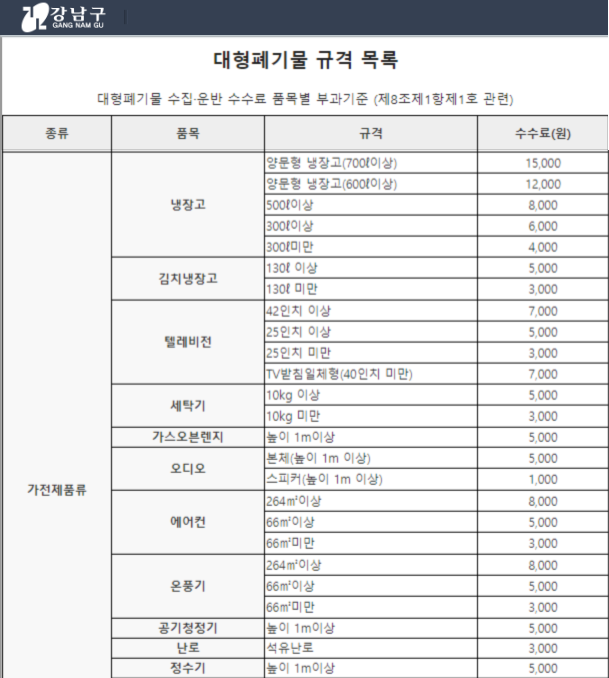 강남구
GANG NAM GU
대형폐기물 규격 목록
대형폐기물 수집·운반 수수료 품목별 부과기준 (제8조제1항제1호 관련)
종류 품목 규격 수수료(원)
가전제품류
냉장고
양문형 냉장고(700ℓ이상) 15,000
양문형 냉장고(600ℓ이상) 12,000
500ℓ이상 8,000
300ℓ이상 6,000
300ℓ미만 4,000
김치냉장고
130ℓ 이상 5,000
130ℓ 미만 3,000
텔레비전
42인치 이상 7,000
25인치 이상 5,000
25인치 미만 3,000
TV받침일체형(40인치 미만) 7,000
세탁기
10kg 이상 5,000
10kg 미만 3,000
가스오븐렌지 높이 1m이상 5,000
오디오
본체(높이 1m 이상) 5,000
스피커(높이 1m 이상) 1,000
에어컨
264㎡이상 8,000
66㎡이상 5,000
66㎡미만 3,000
온풍기
264㎡이상 8,000
66㎡이상 5,000
66㎡미만 3,000
공기청정기 높이 1m이상 5,000
난로 석유난로 3,000
정수기 높이 1m이상 5,000